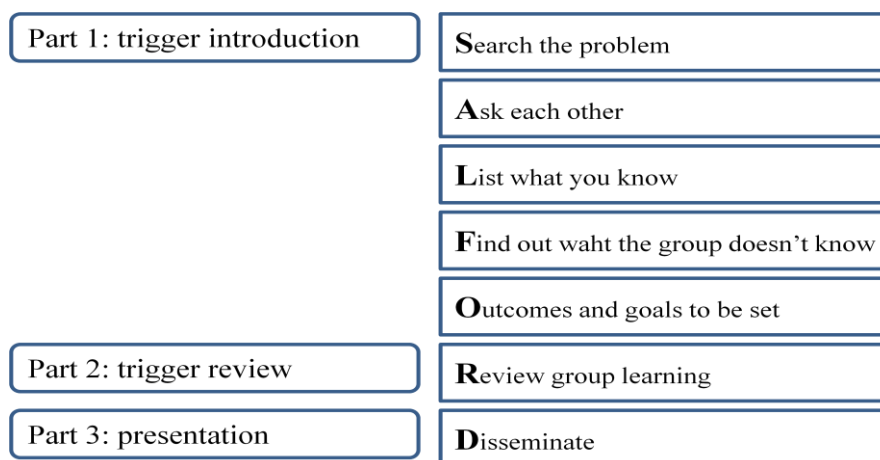 Part 1: trigger introduction
Search the problem
Ask each other
List what you know
Find out waht the group doesn't know
Outcomes and goals to be set
Part 2: trigger review
Review group learning
Part 3: presentation
Disseminate